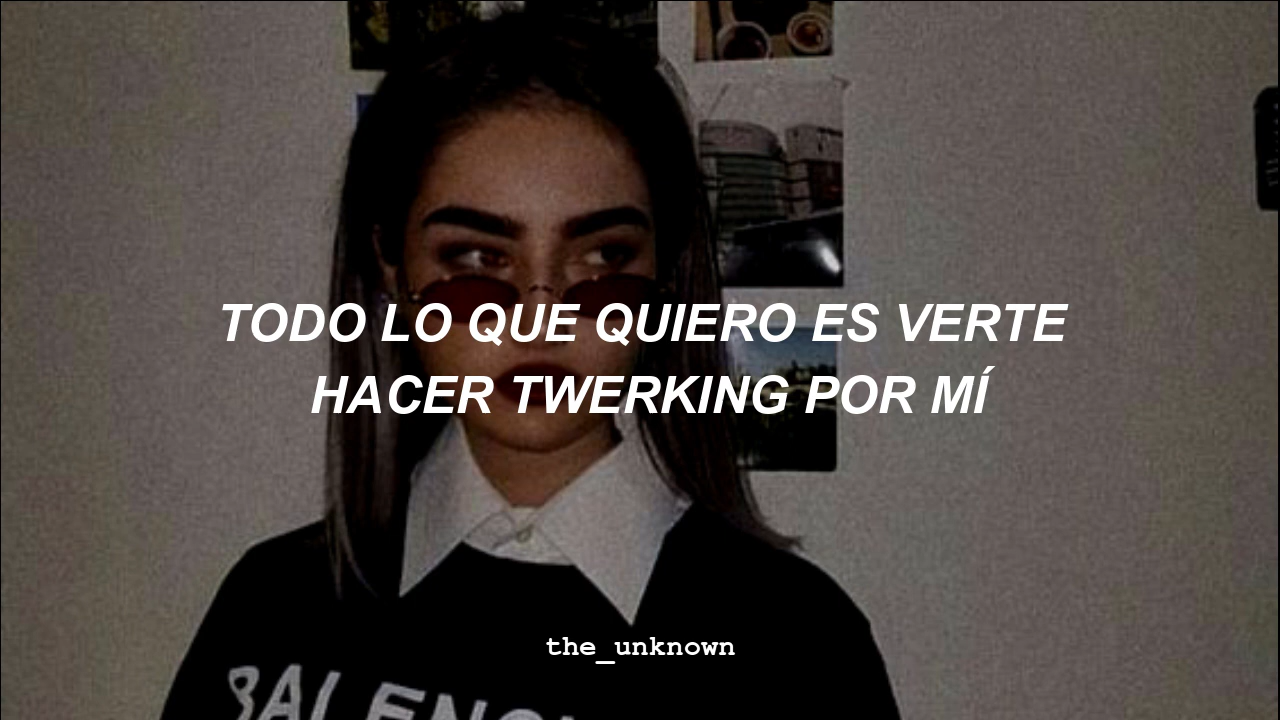 TODO LO QUE QUIERO ES VERTE
HACER TWERKING POR MÍ
the_unknown